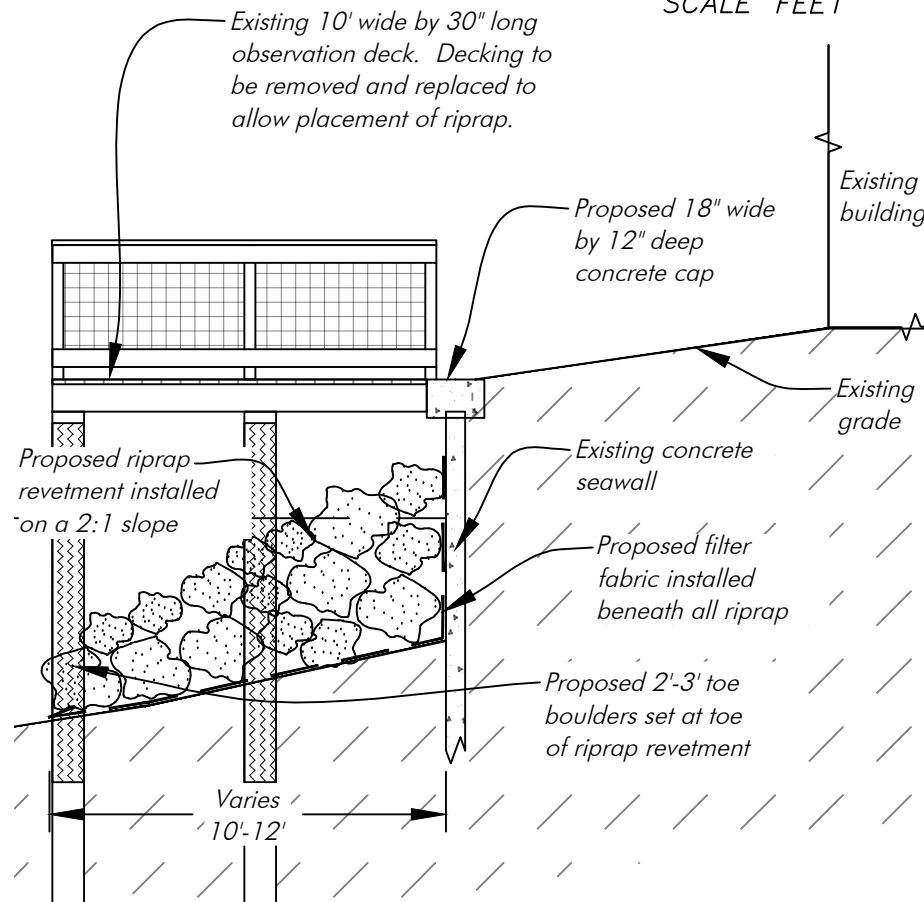 SCALE FEET
Existing 10' wide by 30" long
observation deck. Decking to
be removed and replaced to
allow placement of riprap.
Existing
building
Proposed 18" wide
by 12" deep
concrete cap
Existing
grade
Proposed riprap
revetment installed
on a 2:1 slope
Existing concrete
seawall
Proposed filter
fabric installed
beneath all riprap
Proposed 2'-3' toe
boulders set at toe
of riprap revetment
Varies
10'-12'